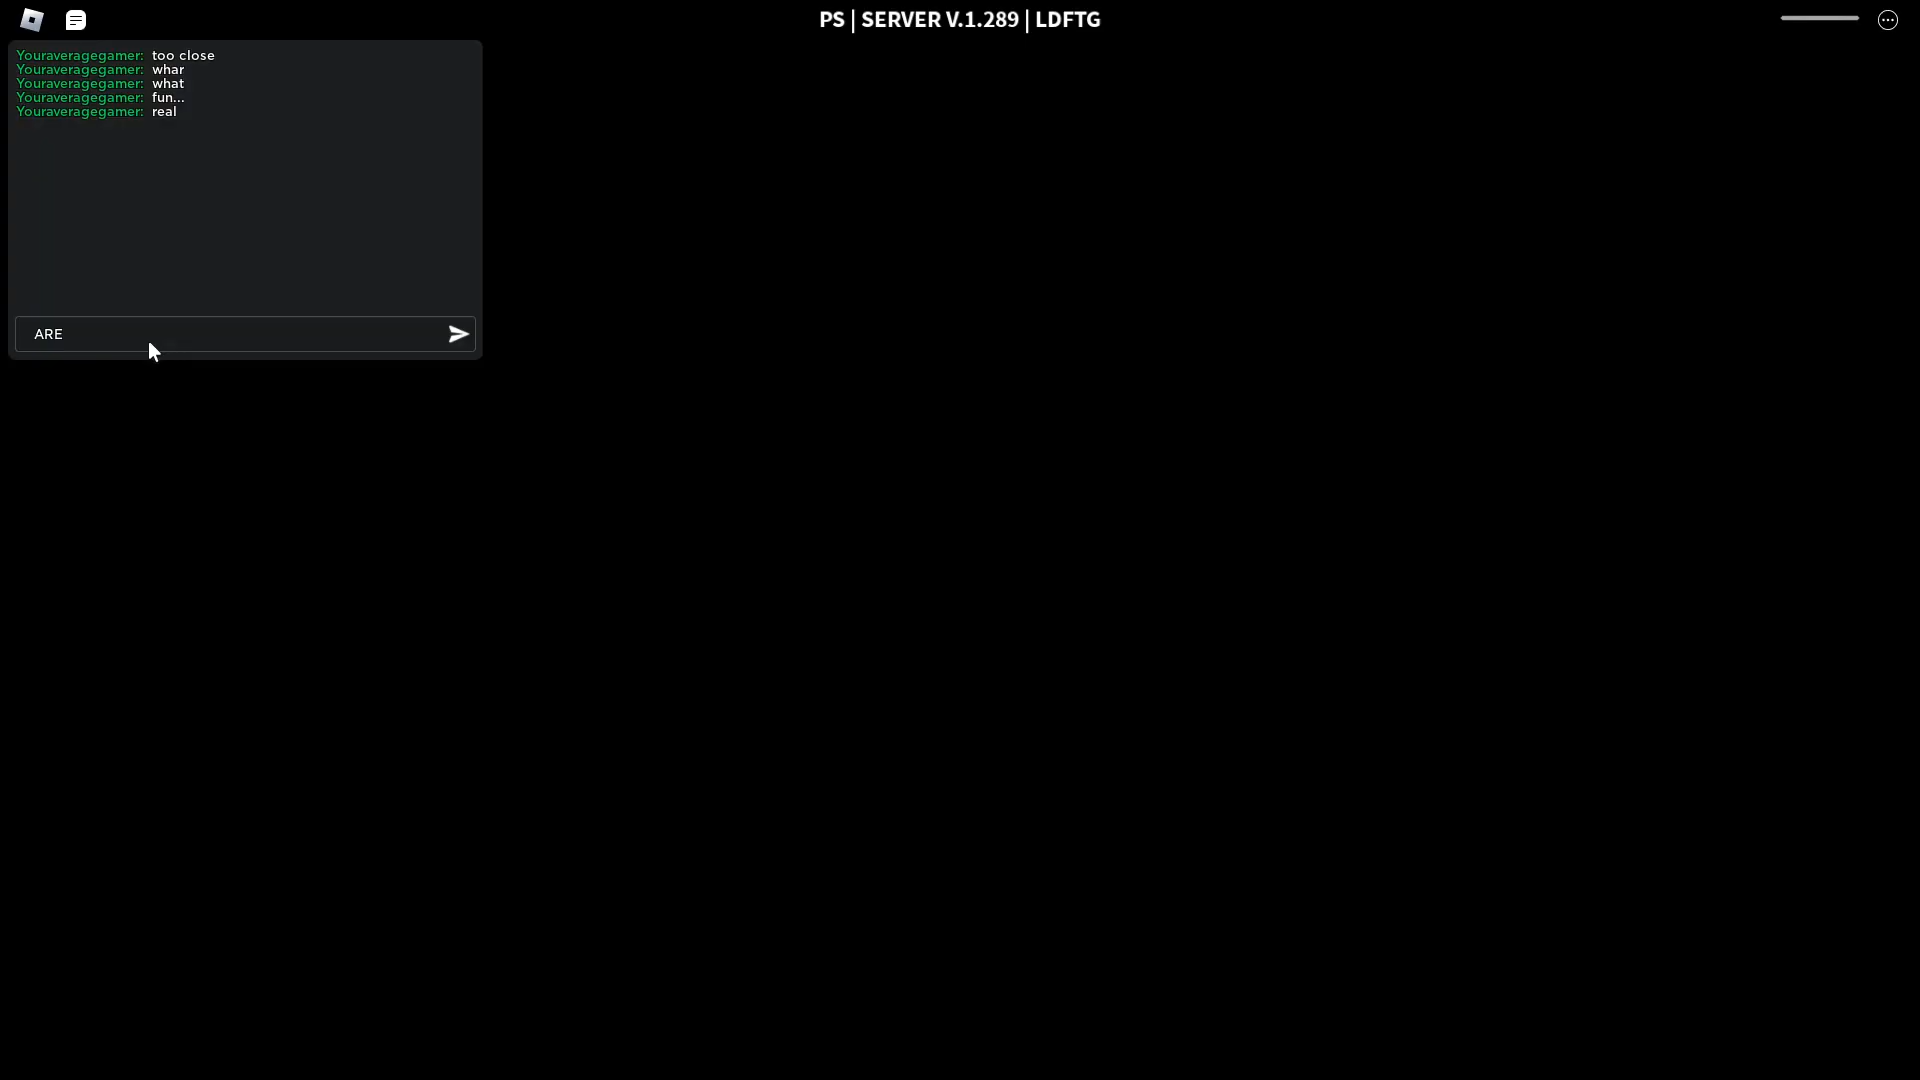 PS | SERVER V.1.289 | LDFTG
Youraveragegamer: too close
Youraveragegamer: whar
Youraveragegamer: what
Youraveragegamer: fun...
Youraveragegamer: real
ARE